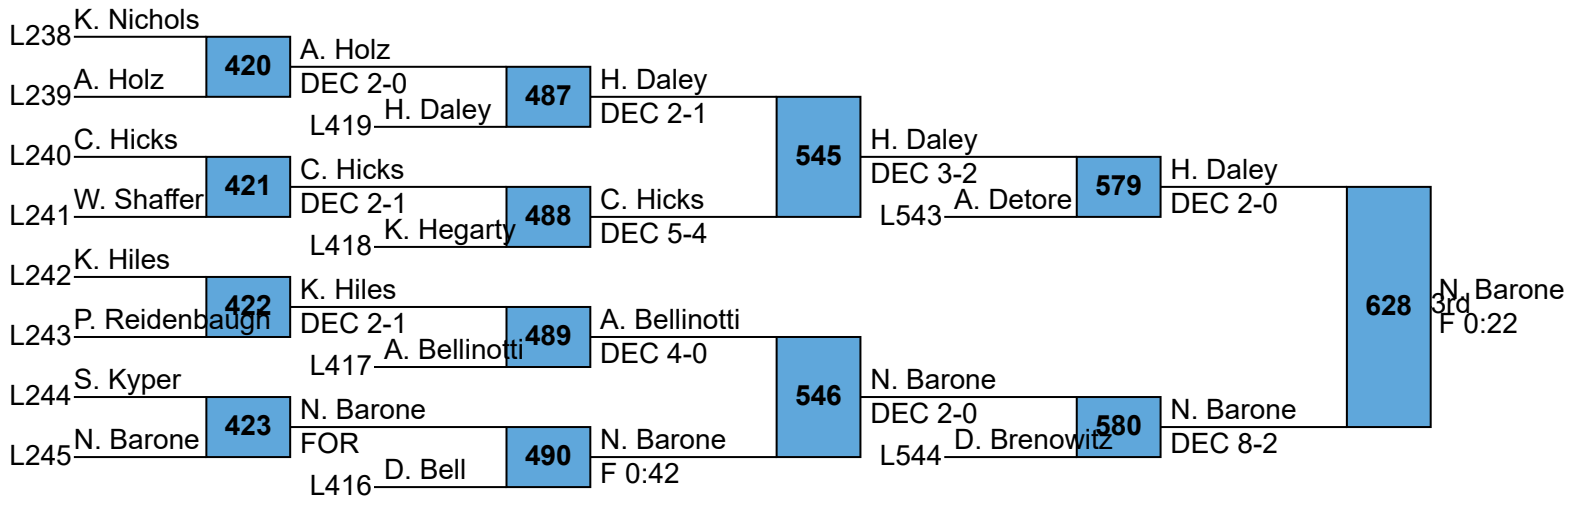 K. Nichols
L238
420
A. Holz
DEC 2-0
A. Holz
L239
H. Daley
L419
487
H. Daley
DEC 2-1
C. Hicks
L240
421
C. Hicks
DEC 2-1
W. Shaffer
L241
K. Hegarty
L418
488
C. Hicks
DEC 5-4
545
H. Daley
DEC 3-2
A. Detore
L543
579
H. Daley
DEC 2-0
K. Hiles
L242
422
K. Hiles
DEC 2-1
P. Reidenbaugh
L243
A. Bellinotti
L417
489
A. Bellinotti
DEC 4-0
S. Kyper
L244
423
N. Barone
FOR
N. Barone
L245
D. Bell
L416
490
N. Barone
F 0:42
546
N. Barone
DEC 2-0
D. Brenowitz
L544
580
N. Barone
DEC 8-2
628
N. Barone
3rd
F 0:22